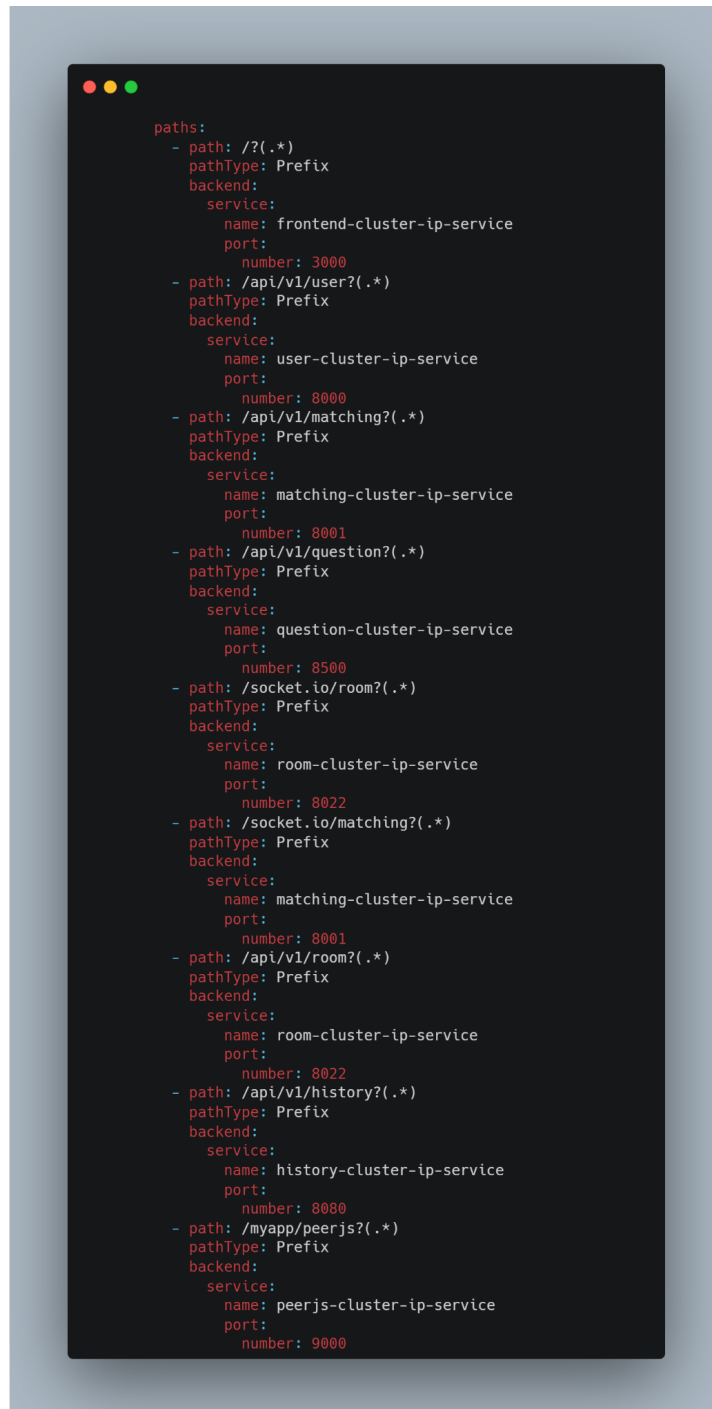 paths:
  - path: /?(.*)
    pathType: Prefix
    backend:
      service:
        name: frontend-cluster-ip-service
        port:
          number: 3000
  - path: /api/v1/user?(.*)
    pathType: Prefix
    backend:
      service:
        name: user-cluster-ip-service
        port:
          number: 8000
  - path: /api/v1/matching?(.*)
    pathType: Prefix
    backend:
      service:
        name: matching-cluster-ip-service
        port:
          number: 8001
  - path: /api/v1/question?(.*)
    pathType: Prefix
    backend:
      service:
        name: question-cluster-ip-service
        port:
          number: 8500
  - path: /socket.io/room?(.*)
    pathType: Prefix
    backend:
      service:
        name: room-cluster-ip-service
        port:
          number: 8022
  - path: /socket.io/matching?(.*)
    pathType: Prefix
    backend:
      service:
        name: matching-cluster-ip-service
        port:
          number: 8001
  - path: /api/v1/room?(.*)
    pathType: Prefix
    backend:
      service:
        name: room-cluster-ip-service
        port:
          number: 8022
  - path: /api/v1/history?(.*)
    pathType: Prefix
    backend:
      service:
        name: history-cluster-ip-service
        port:
          number: 8080
  - path: /myapp/peerjs?(.*)
    pathType: Prefix
    backend:
      service:
        name: peerjs-cluster-ip-service
        port:
          number: 9000